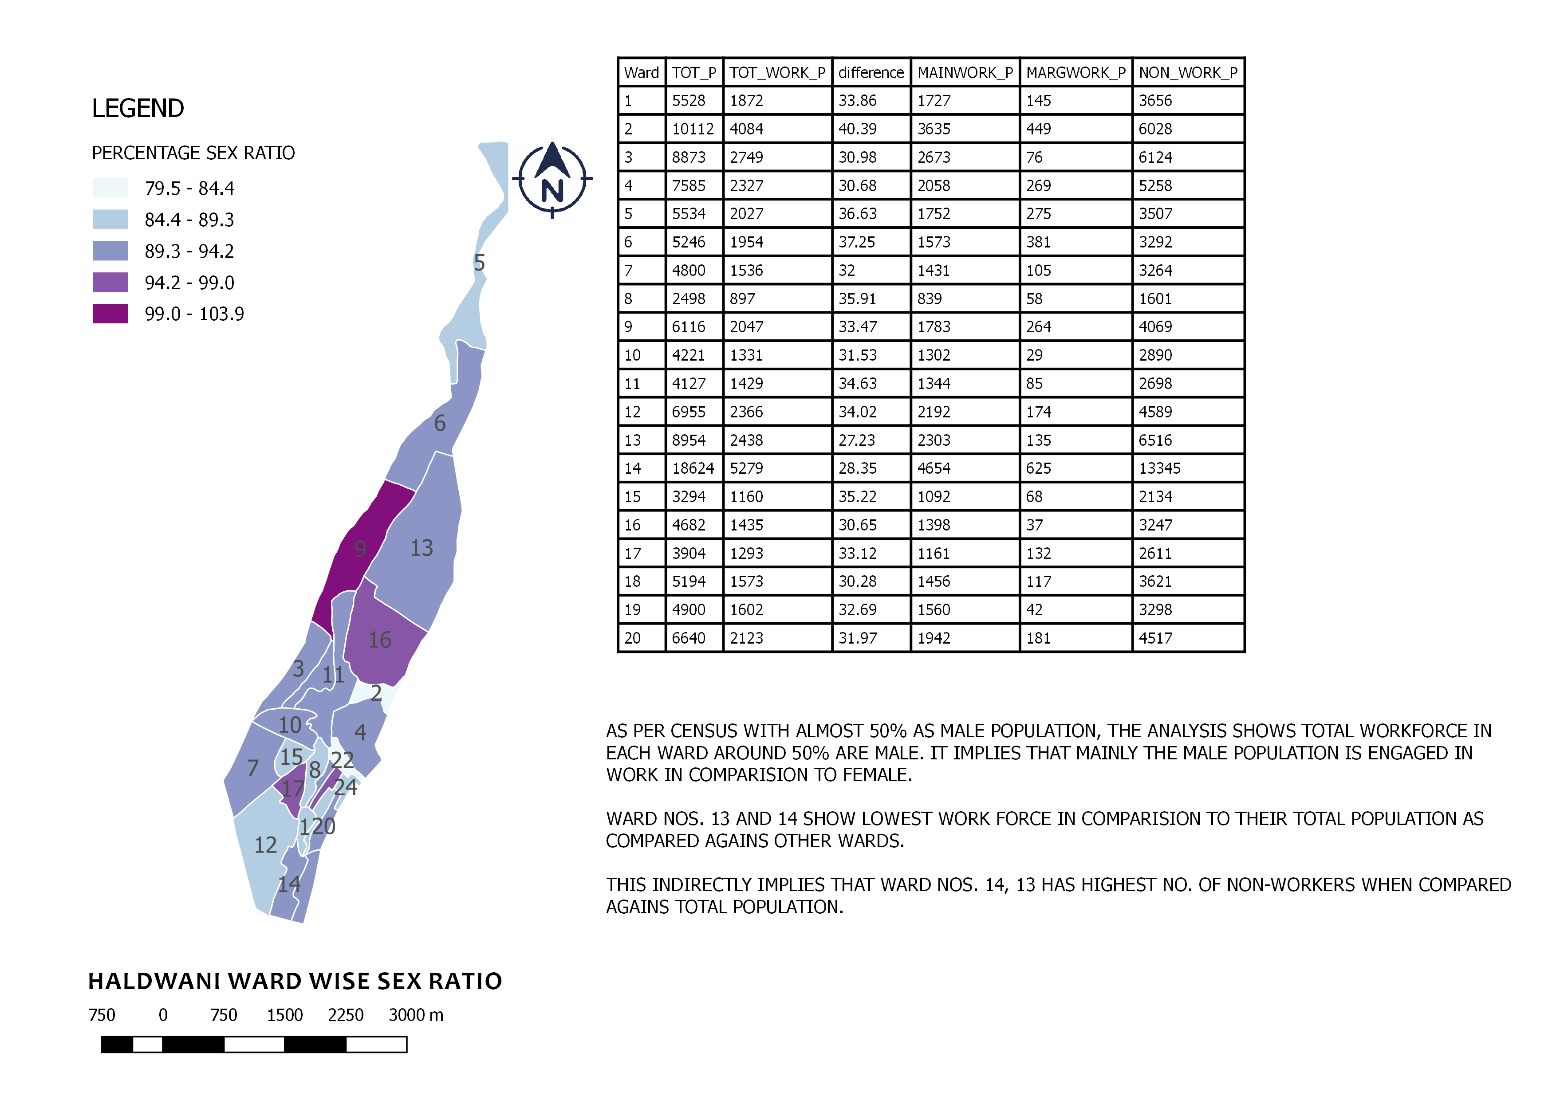 LEGEND
PERCENTAGE SEX RATIO
79.5 - 84.4
84.4 - 89.3
89.3 - 94.2
94.2 - 99.0
99.0 - 103.9
N
5
6
9
13
16
3
11
2
10
4
15
22
7
8
17
24
120
12
14
HALDWANI WARD WISE SEX RATIO
750 0 750 1500 2250 3000 m
Ward TOT_P TOT_WORK_P difference MAINWORK_P MARGWORK_P NON_WORK_P
1 5528 1872 33.86 1727 145 3656
2 10112 4084 40.39 3635 449 6028
3 8873 2749 30.98 2673 76 6124
4 7585 2327 30.68 2058 269 5258
5 5534 2027 36.63 1752 275 3507
6 5246 1954 37.25 1573 381 3292
7 4800 1536 32 1431 105 3264
8 2498 897 35.91 839 58 1601
9 6116 2047 33.47 1783 264 4069
10 4221 1331 31.53 1302 29 2890
11 4127 1429 34.63 1344 85 2698
12 6955 2366 34.02 2192 174 4589
13 8954 2438 27.23 2303 135 6516
14 18624 5279 28.35 4654 625 13345
15 3294 1160 35.22 1092 68 2134
16 4682 1435 30.65 1398 37 3247
17 3904 1293 33.12 1161 132 2611
18 5194 1573 30.28 1456 117 3621
19 4900 1602 32.69 1560 42 3298
20 6640 2123 31.97 1942 181 4517
AS PER CENSUS WITH ALMOST 50% AS MALE POPULATION, THE ANALYSIS SHOWS TOTAL WORKFORCE IN
EACH WARD AROUND 50% ARE MALE. IT IMPLIES THAT MAINLY THE MALE POPULATION IS ENGAGED IN
WORK IN COMPARISION TO FEMALE.
WARD NOS. 13 AND 14 SHOW LOWEST WORK FORCE IN COMPARISION TO THEIR TOTAL POPULATION AS
COMPARED AGAINS OTHER WARDS.
THIS INDIRECTLY IMPLIES THAT WARD NOS. 14, 13 HAS HIGHEST NO. OF NON-WORKERS WHEN COMPARED
AGAINS TOTAL POPULATION.